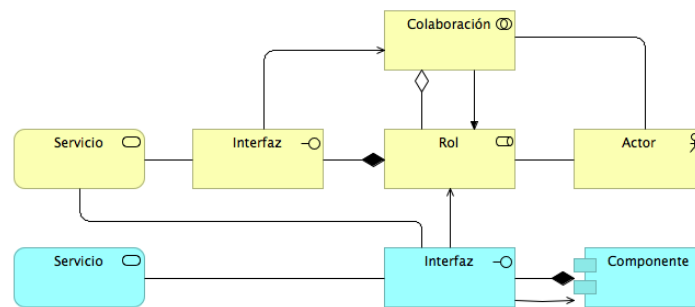 Colaboración
Servicio
Interfaz
Rol
Actor
Servicio
Interfaz
Componente